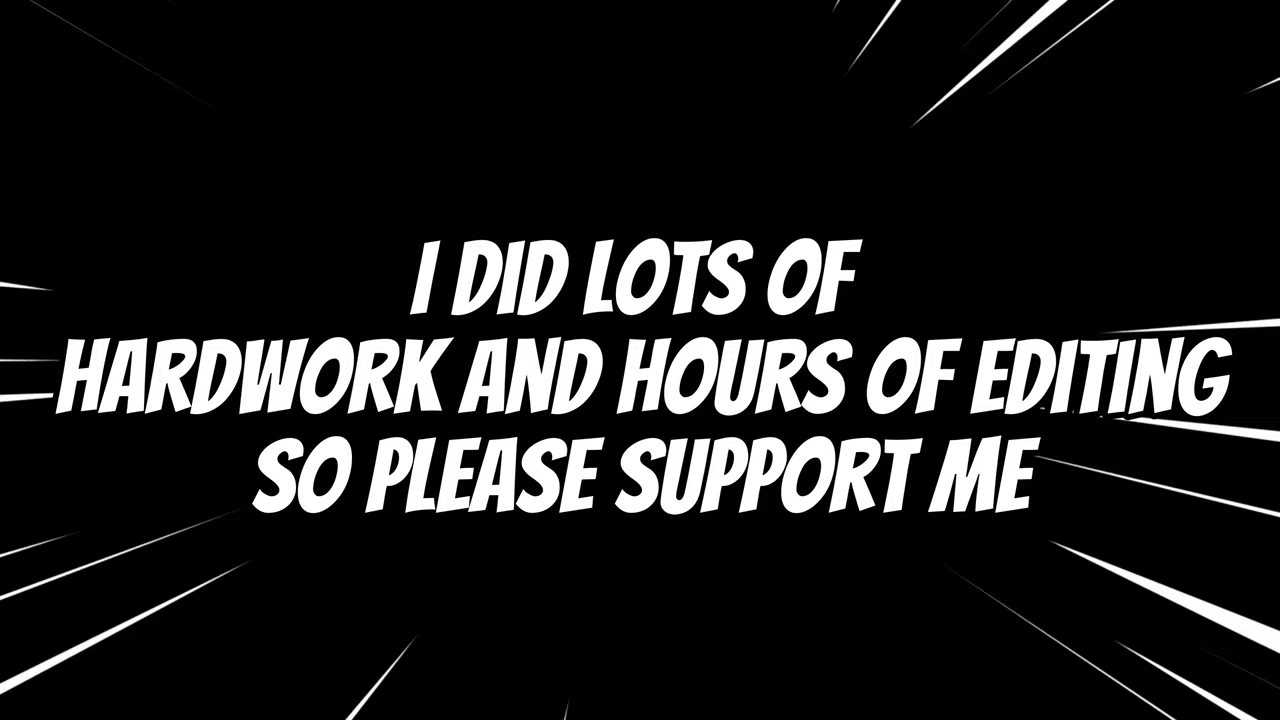 I DID LOTS OF
HARDWORK AND HOURS OF EDITING
SO PLEASE SUPPORT ME